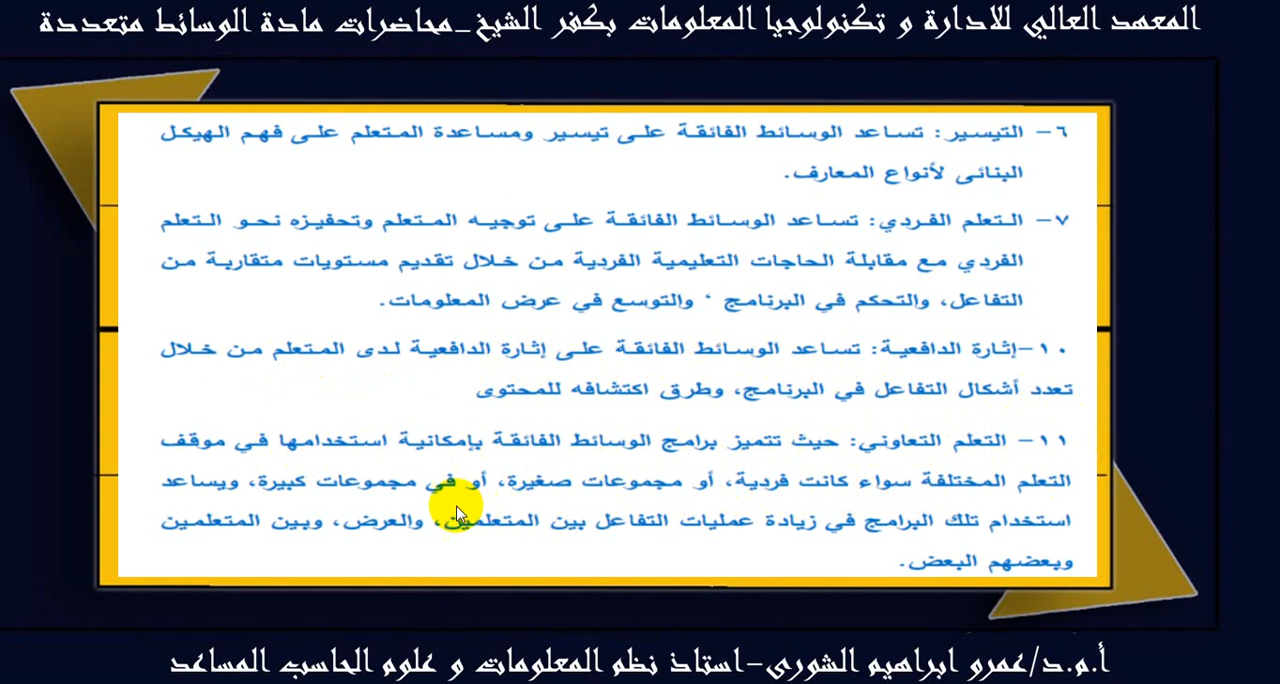 المعهد العالي للادارة و تكنولوجيا المعلومات بكفر الشيخ_محاضرات مادة الوسائط متعددة
٦- التيسير: تساعد الوسائط الفائقة على تيسير ومساعدة المتعلم على فهم الهيكل
البنائى لأنواع المعارف.
٧- التعلم الفردي: تساعد الوسائط الفائقة على توجيه المتعلم وتحفيزه نحو التعلم
الفردي مع مقابلة الحاجات التعليمية الفردية من خلال تقديم مستويات متقاربة من
التفاعل، والتحكم في البرنامج ' والتوسع في عرض المعلومات.
١٠-إثارة الدافعية: تساعد الوسائط الفائقة على إثارة الدافعية لدى المتعلم من خلال
تعدد أشكال التفاعل في البرنامج، وطرق اكتشافه للمحتوى
١١- التعلم التعاوني: حيث تتميز برامج الوسائط الفائقة بإمكانية استخدامها في موقف
التعلم المختلفة سواء كانت فردية، أو مجموعات صغيرة، أو في مجموعات كبيرة، ويساعد
استخدام تلك البرامج في زيادة عمليات التفاعل بين المتعلمين، والعرض، وبين المتعلمين
وبعضهم البعض.
أ.م.د/عمرو ابراهيم الشورى-استاذ نظم المعلومات و علوم الحاسب المساعد